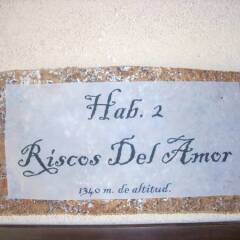 Hab. 2
Riscos Del Amor
1340 m. de altitud.